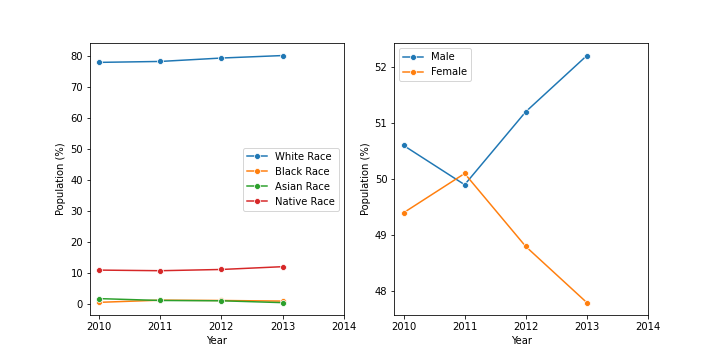 80
70
60
50
40
30
20
10
0
Population (%)
2010 2011 2012 2013 2014
Year
White Race
Black Race
Asian Race
Native Race
52
51
50
49
48
Population (%)
2010 2011 2012 2013 2014
Year
Male
Female